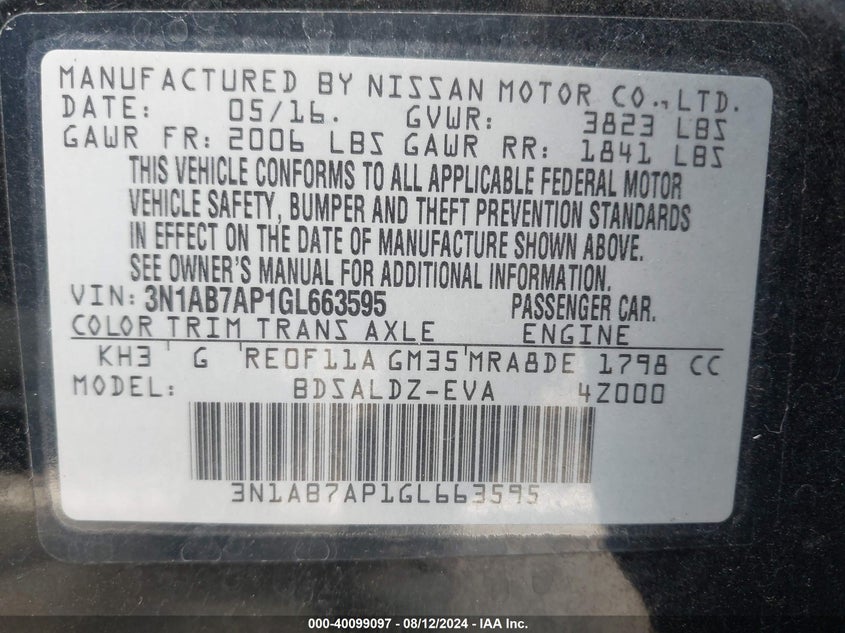 MANUFACTURED BY NISSAN MOTOR CO.,LTD.
DATE: 05/16. GVWR: 3823 LBS
GAWR FR: 2006 LBS GAWR RR: 1841 LBS
THIS VEHICLE CONFORMS TO ALL APPLICABLE FEDERAL MOTOR
VEHICLE SAFETY, BUMPER AND THEFT PREVENTION STANDARDS
IN EFFECT ON THE DATE OF MANUFACTURE SHOWN ABOVE.
SEE OWNER'S MANUAL FOR ADDITIONAL INFORMATION.
VIN: 3N1AB7AP1GL663595 PASSENGER CAR.
COLOR TRIM TRANS AXLE ENGINE
KH3 G RE0F11A GM35 MRA8DE 1798 CC
MODEL: BDSALDZ-EVA 4Z000
3N1AB7AP1GL663595
000-40099097 - 08/12/2024 - IAA Inc.